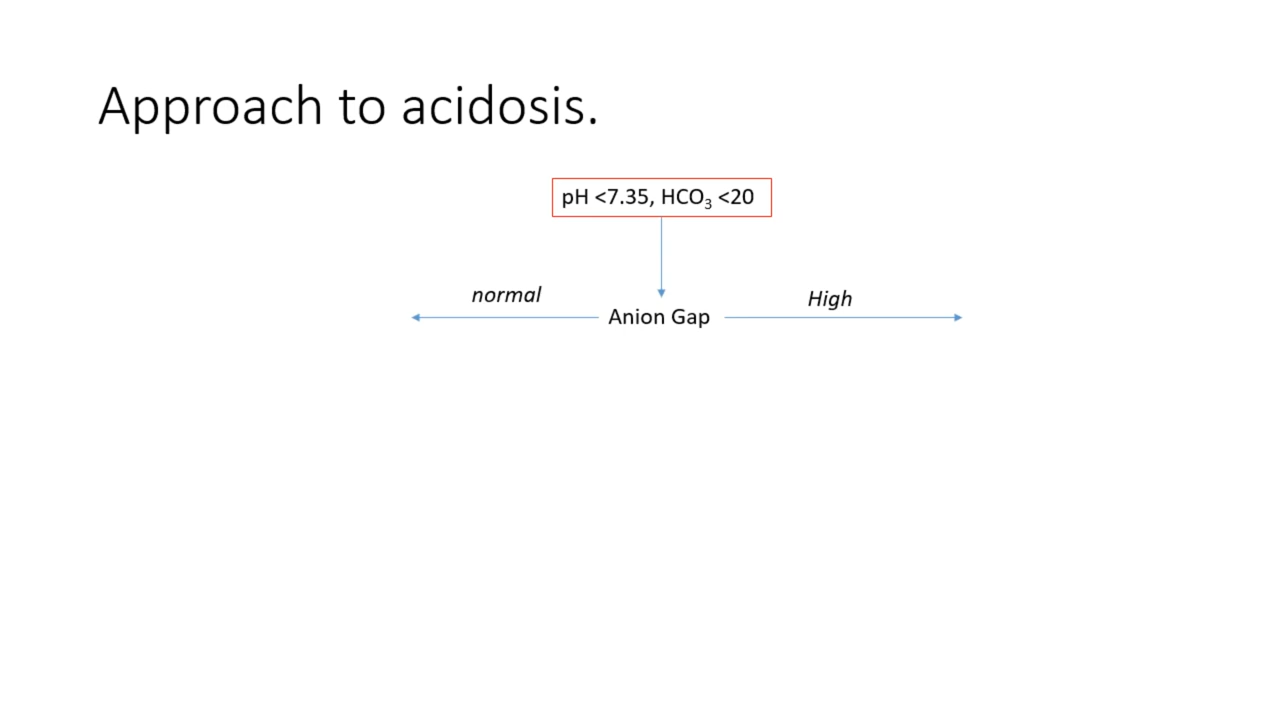 Approach to acidosis.
pH <7.35, HCO₃ <20
normal
High
Anion Gap